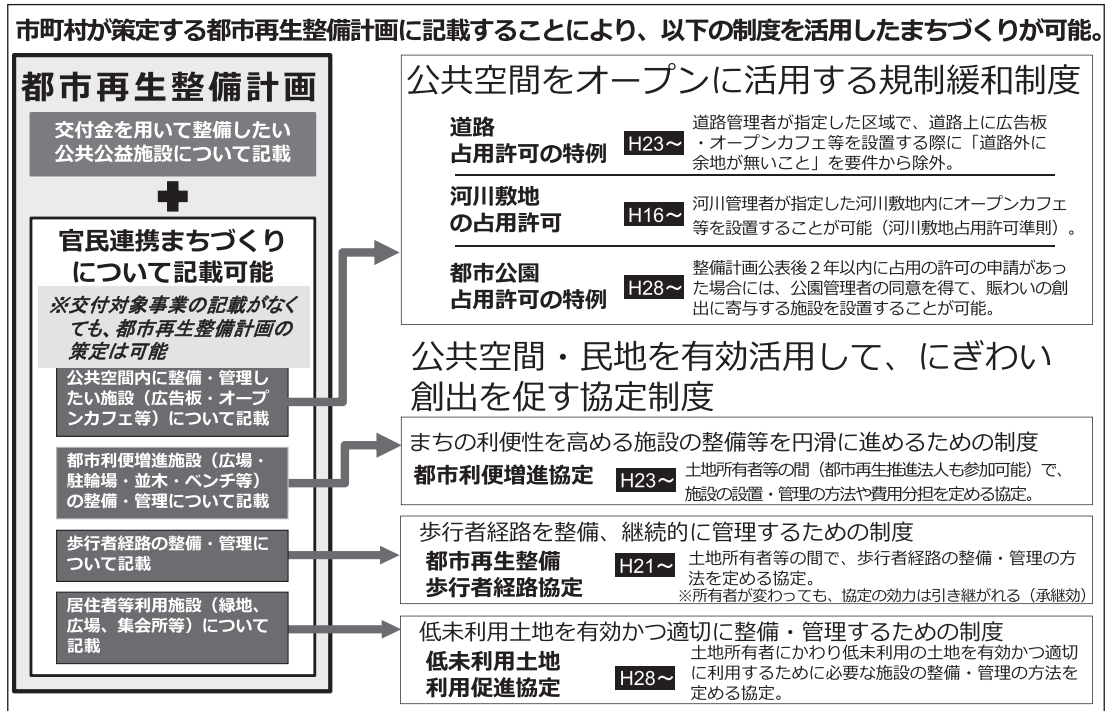 市町村が策定する都市再生整備計画に記載することにより、以下の制度を活用したまちづくりが可能。
都市再生整備計画
交付金を用いて整備したい
公共公益施設について記載
官民連携まちづくり
について記載可能
※交付対象事業の記載がなく
ても、都市再生整備計画の
策定は可能
公共空間内に整備・管理し
たい施設（広告板・オープ
ンカフェ等）について記載
都市利便増進施設（広場・
駐輪場・並木・ベンチ等）
の整備・管理について記載
歩行者経路の整備・管理に
ついて記載
居住者等利用施設（緑地、
広場、集会所等）について
記載
公共空間をオープンに活用する規制緩和制度
道路
占用許可の特例
H23～
道路管理者が指定した区域で、道路上に広告板
・オープンカフェ等を設置する際に「道路外に
余地が無いこと」を要件から除外。
河川敷地
の占用許可
H16～
河川管理者が指定した河川敷地内にオープンカフェ
等を設置することが可能（河川敷地占用許可準則）。
都市公園
占用許可の特例
H28～
整備計画公表後２年以内に占用の許可の申請があっ
た場合には、公園管理者の同意を得て、賑わいの創
出に寄与する施設を設置することが可能。
公共空間・民地を有効活用して、にぎわい
創出を促す協定制度
まちの利便性を高める施設の整備等を円滑に進めるための制度
都市利便増進協定
H23～
土地所有者等の間（都市再生推進法人も参加可能）で、
施設の設置・管理の方法や費用分担を定める協定。
歩行者経路を整備、継続的に管理するための制度
都市再生整備
歩行者経路協定
H21～
土地所有者等の間で、歩行者経路の整備・管理の方
法を定める協定。
※所有者が変わっても、協定の効力は引き継がれる（承継効）
低未利用土地を有効かつ適切に整備・管理するための制度
低未利用土地
利用促進協定
H28～
土地所有者にかわり低未利用の土地を有効かつ適切
に利用するために必要な施設の整備・管理の方法を
定める協定。